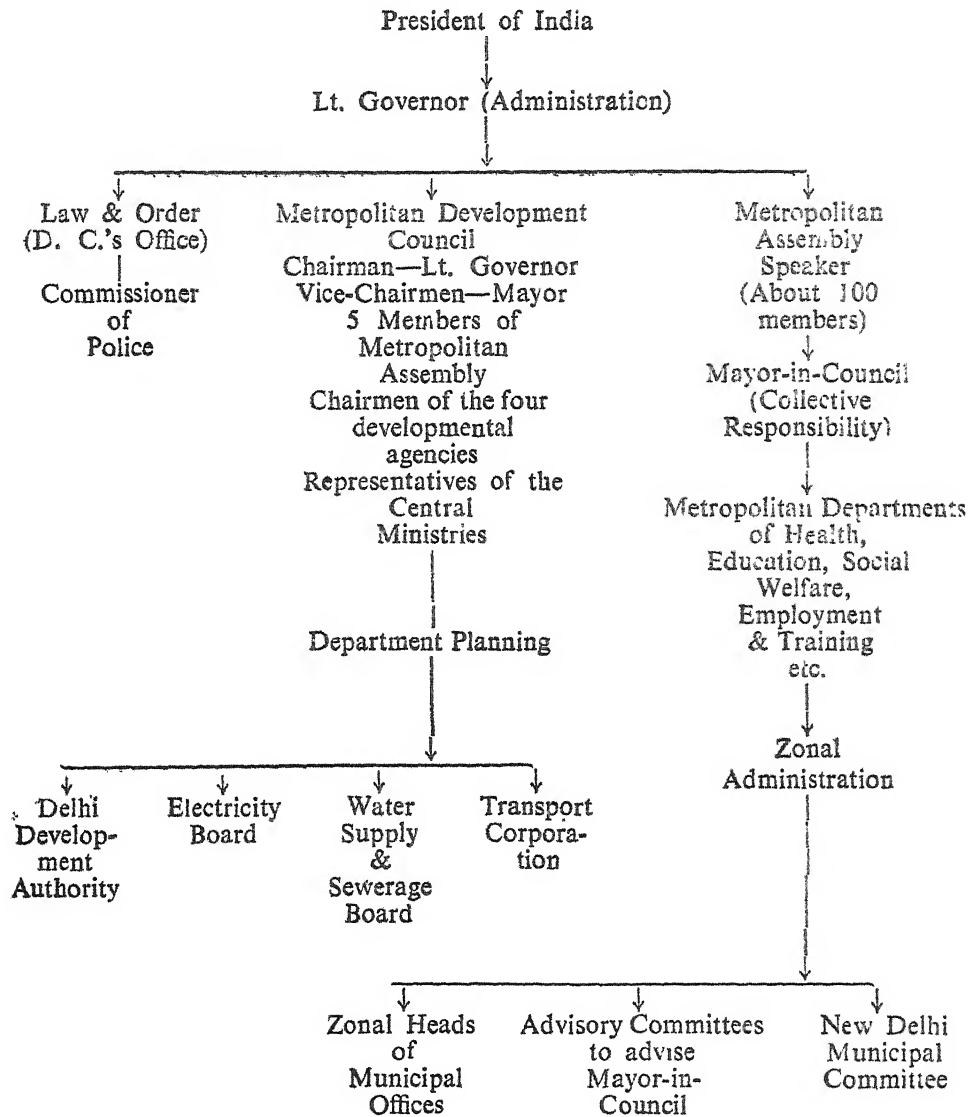 President of India
Lt. Governor (Administration)
Law & Order
(D. C.'s Office)
Commissioner
of
Police
Metropolitan Development
Council
Chairman—Lt. Governor
Vice-Chairmen—Mayor
5 Members of
Metropolitan
Assembly
Chairmen of the four
developmental
agencies
Representatives of the
Central
Ministries
Metropolitan
Assembly
Speaker
(About 100
members)
Mayor-in-Council
(Collective
Responsibility)
Metropolitan Departments
of Health,
Education, Social
Welfare,
Employment
& Training
etc.
Department Planning
Zonal
Administration
Delhi
Develop-
ment
Authority
Electricity
Board
Water
Supply
&
Sewerage
Board
Transport
Corpora-
tion
Zonal Heads
of
Municipal
Offices
Advisory Committees
to advise
Mayor-in-
Council
New Delhi
Municipal
Committee